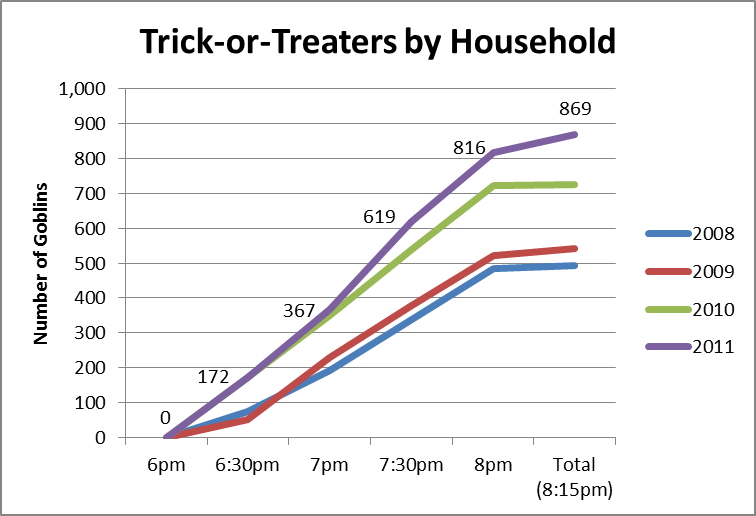 Trick-or-Treaters by Household
Number of Goblins
1,000
900
800
700
600
500
400
300
200
100
0
0
172
367
619
816
869
6pm
6:30pm
7pm
7:30pm
8pm
Total
(8:15pm)
2008
2009
2010
2011